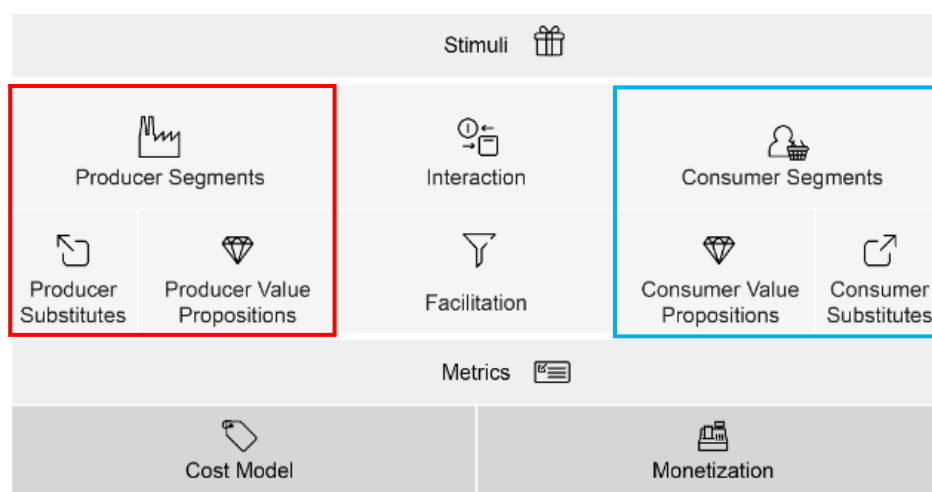 Stimuli
Producer Segments
Interaction
Consumer Segments
Producer
Substitutes
Producer Value
Propositions
Facilitation
Consumer Value
Propositions
Consumer
Substitutes
Metrics
Cost Model
Monetization